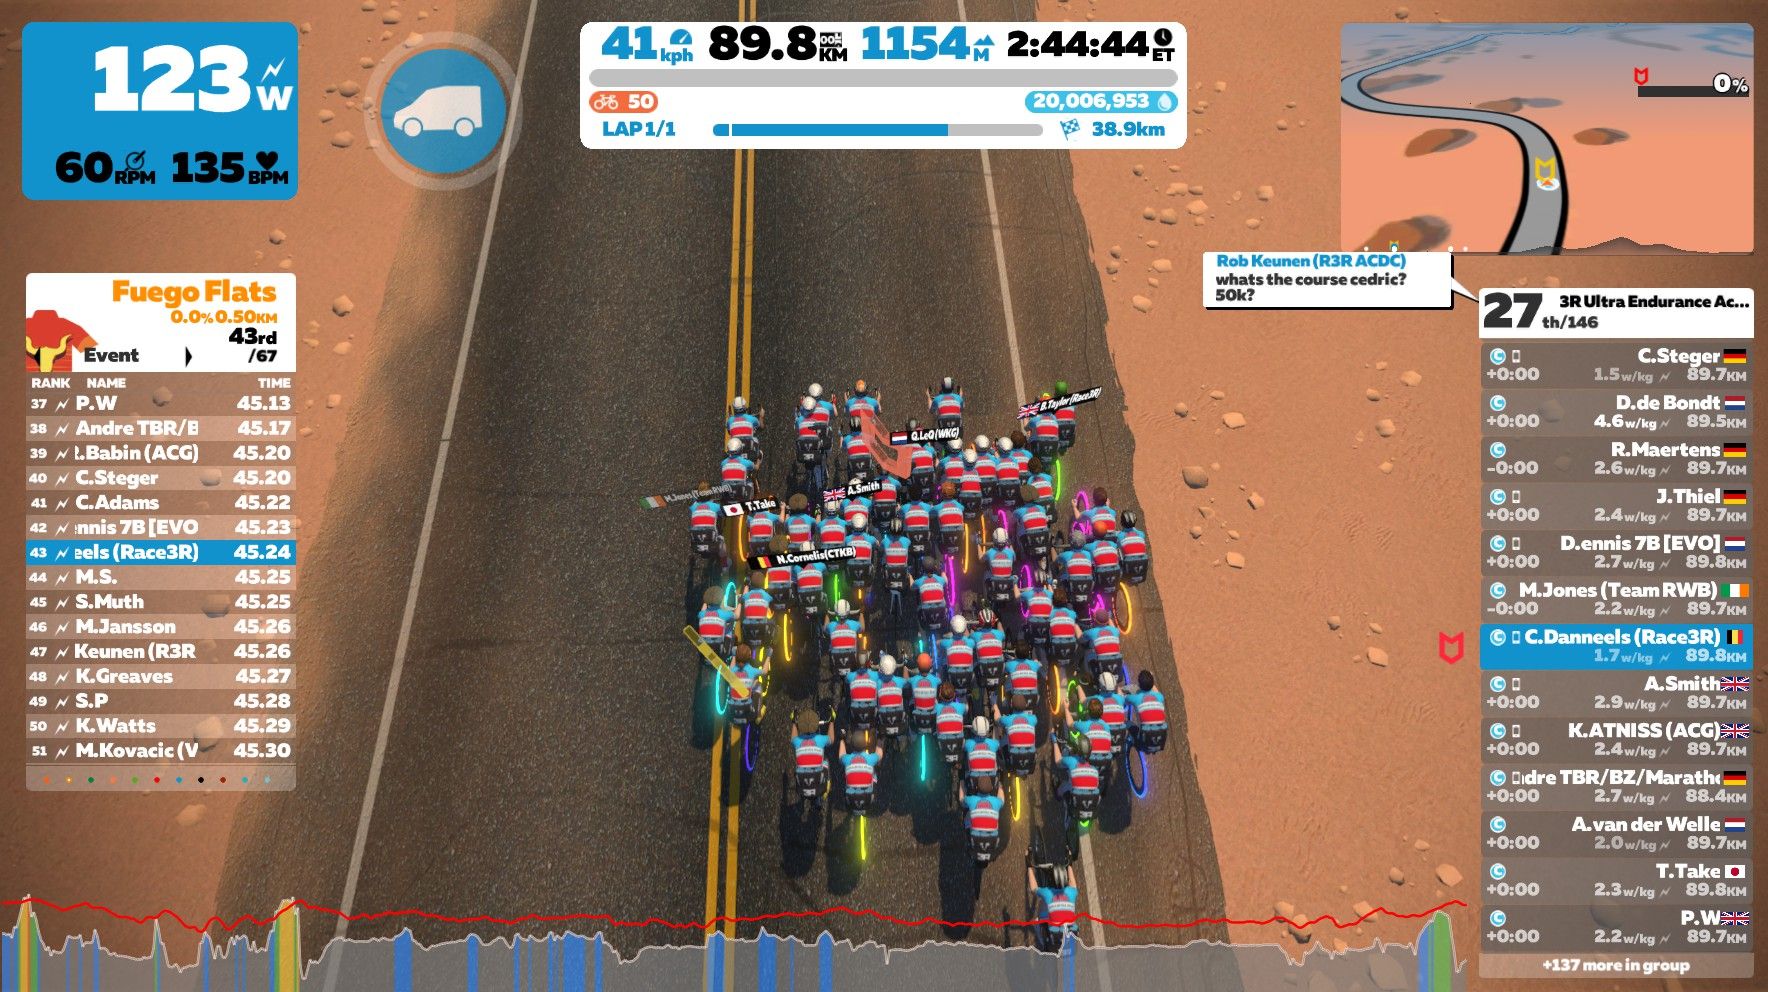 123 W
60 RPM 135 BPM
41 kph 89.8 KM 1154 M 2:44:44 ET
50 20,006,953
LAP 1/1 38.9km
0%
Rob Keunen (R3R ACDC)
whats the course cedric?
50k?
Fuego Flats
0.0% 0.50KM
43rd
Event /67
RANK NAME TIME
37 P.W 45.13
38 Andre TBR/B 45.17
39 .Babin (ACG) 45.20
40 C.Steger 45.20
41 C.Adams 45.22
42 ennis 7B [EVO 45.23
43 eels (Race3R) 45.24
44 M.S. 45.25
45 S.Muth 45.25
46 M.Jansson 45.26
47 Keunen (R3R 45.26
48 K.Greaves 45.27
49 S.P 45.28
50 K.Watts 45.29
51 M.Kovacic (V 45.30
B.Taylor (Race3R)
Q.LeQ (WKG)
A.Smith
M.Jones (Team RWB)
T.Take
N.Cornelis (CTKB)
27th/146 3R Ultra Endurance Ac...
C.Steger
+0:00 1.5w/kg 89.7KM
D.de Bondt
+0:00 4.6w/kg 89.5KM
R.Maertens
-0:00 2.6w/kg 89.7KM
J.Thiel
+0:00 2.4w/kg 89.7KM
D.ennis 7B [EVO]
+0:00 2.7w/kg 89.8KM
M.Jones (Team RWB)
-0:00 2.2w/kg 89.7KM
C.Danneels (Race3R)
1.7w/kg 89.8KM
A.Smith
+0:00 2.9w/kg 89.7KM
K.ATNISS (ACG)
+0:00 2.4w/kg 89.7KM
dre TBR/BZ/Marath
+0:00 2.7w/kg 88.4KM
A.van der Welle
+0:00 2.0w/kg 89.7KM
T.Take
+0:00 2.3w/kg 89.8KM
P.W
+0:00 2.2w/kg 89.7KM
+137 more in group